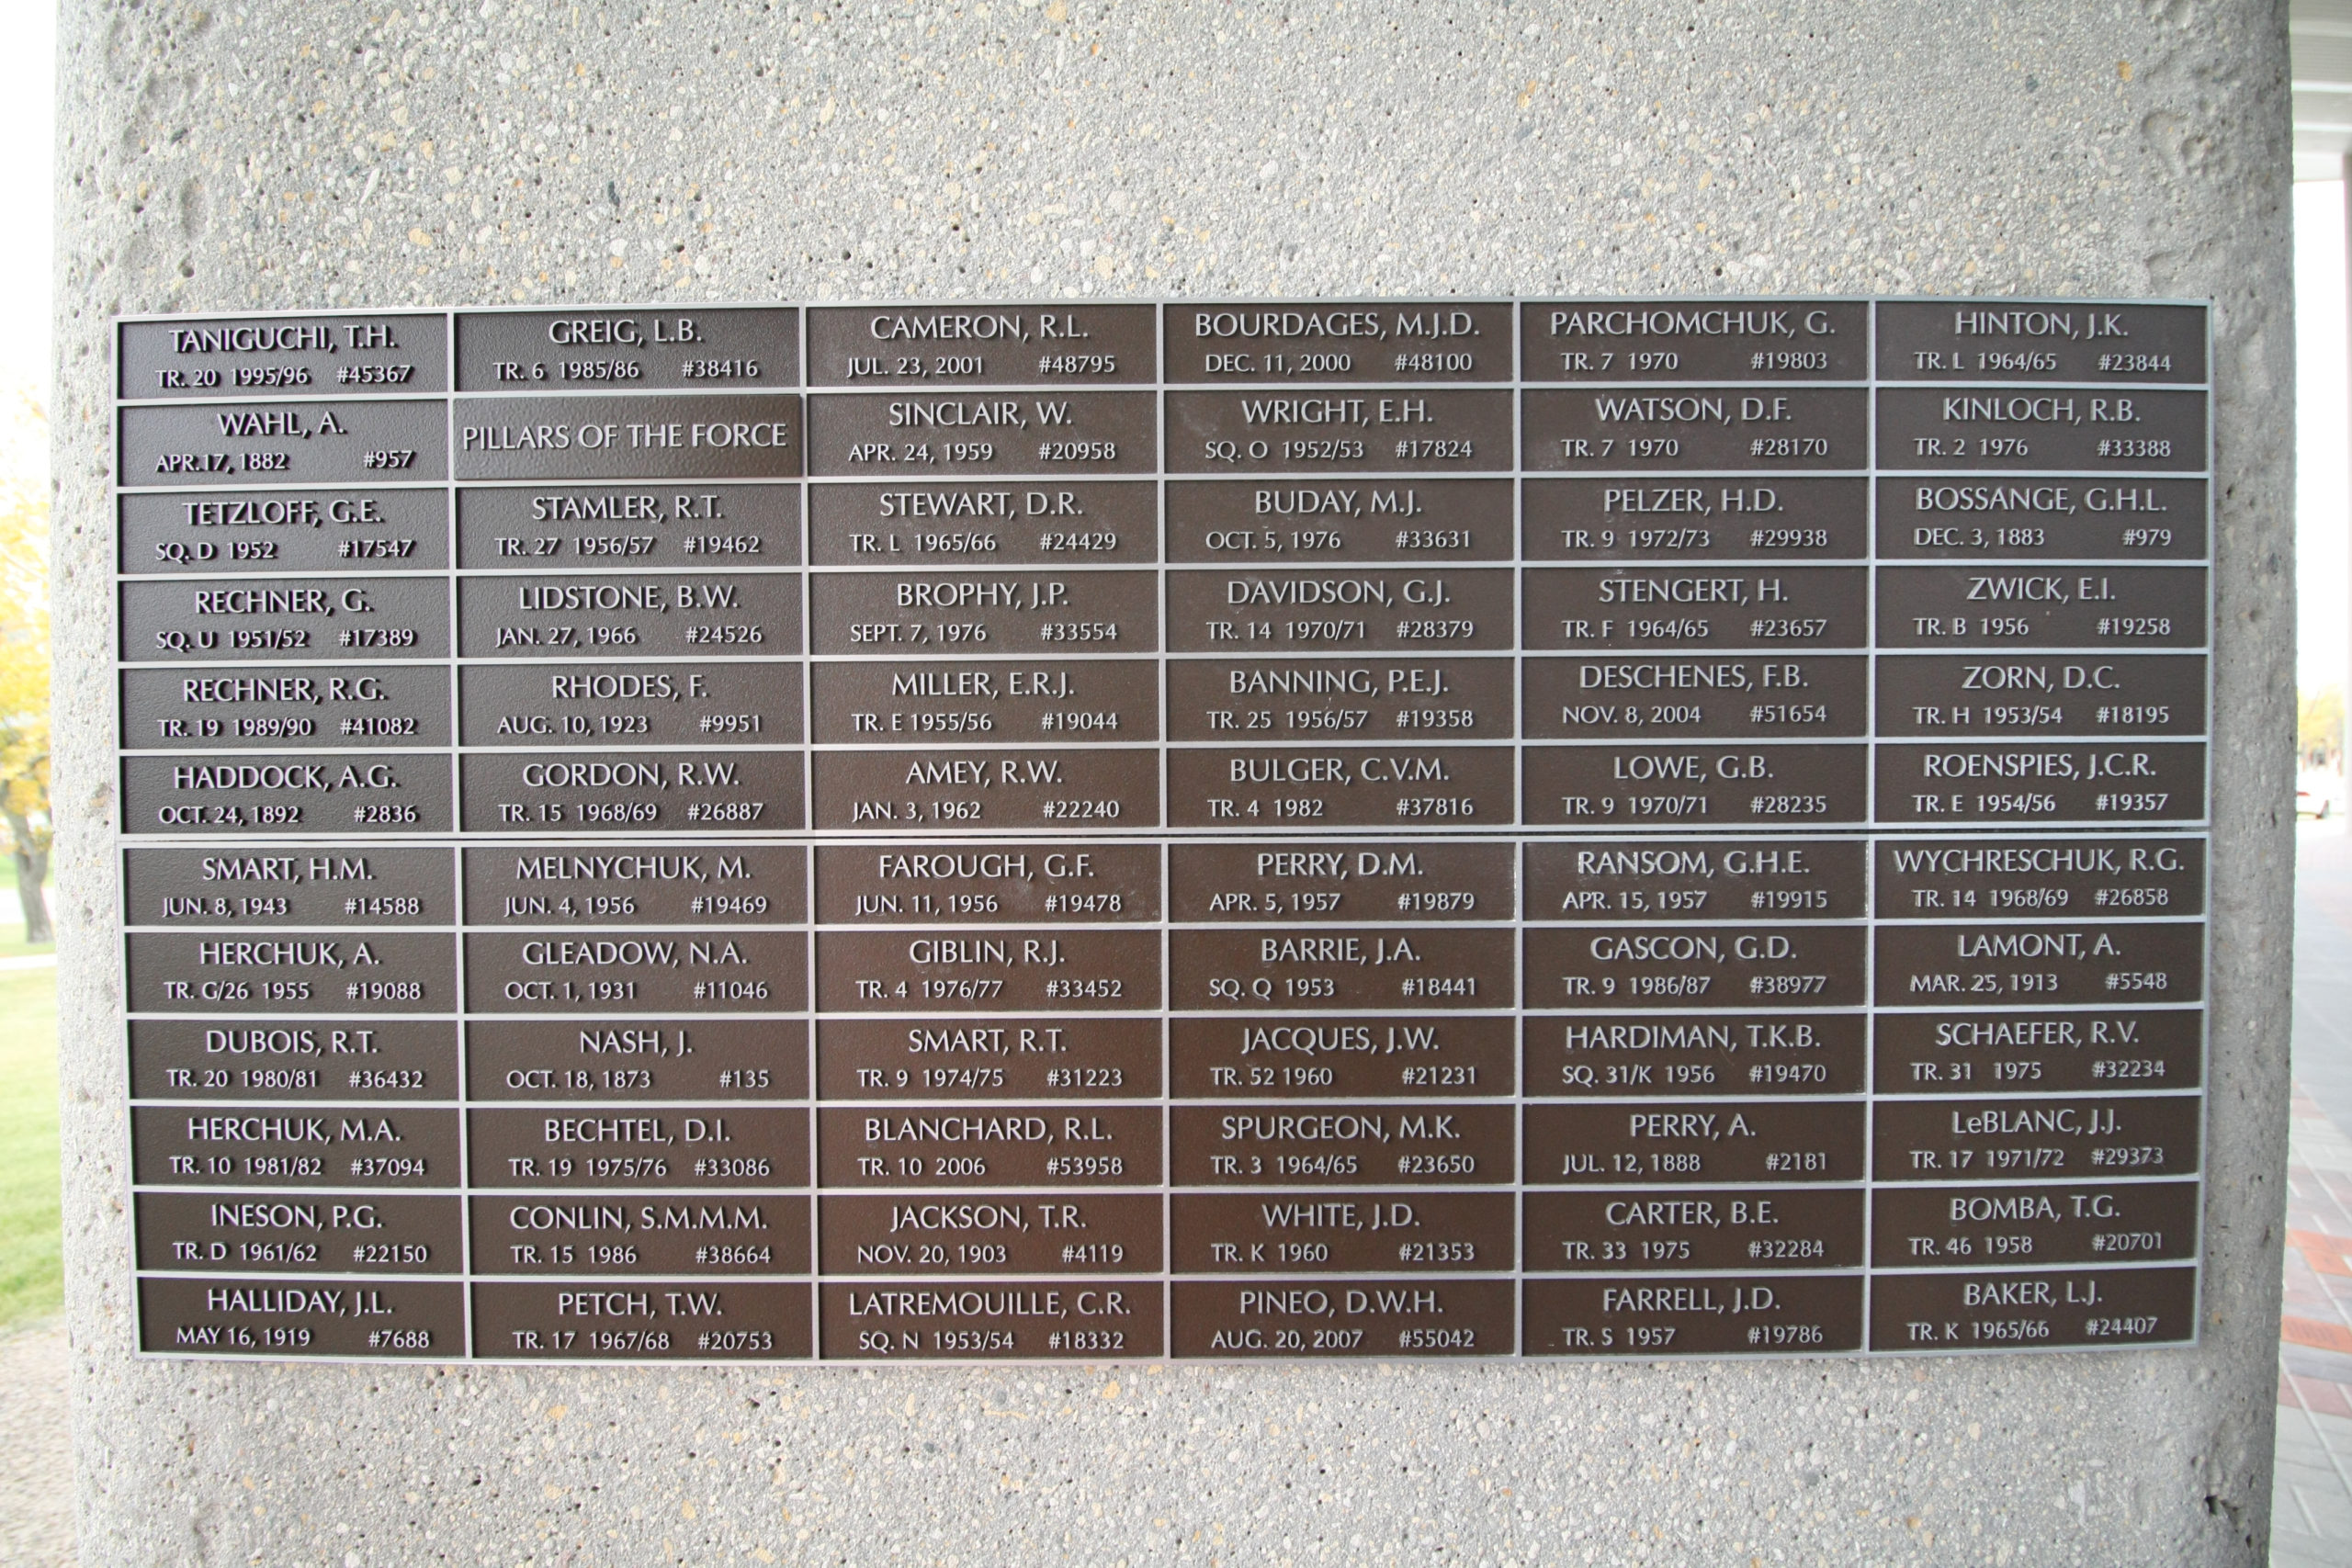 TANIGUCHI, T.H.
TR. 20 1995/96 #45367
GREIG, L.B.
TR. 6 1985/86 #38416
CAMERON, R.L.
JUL. 23, 2001 #48795
BOURDAGES, M.J.D.
DEC. 11, 2000 #48100
PARCHOMCHUK, G.
TR. 7 1970 #19803
HINTON, J.K.
TR. L 1964/65 #23844
WAHL, A.
APR.17, 1882 #957
PILLARS OF THE FORCE
SINCLAIR, W.
APR. 24, 1959 #20958
WRIGHT, E.H.
SQ. O 1952/53 #17824
WATSON, D.F.
TR. 7 1970 #28170
KINLOCH, R.B.
TR. 2 1976 #33388
TETZLOFF, G.E.
SQ. D 1952 #17547
STAMLER, R.T.
TR. 27 1956/57 #19462
STEWART, D.R.
TR. L 1965/66 #24429
BUDAY, M.J.
OCT. 5, 1976 #33631
PELZER, H.D.
TR. 9 1972/73 #29938
BOSSANGE, G.H.L.
DEC. 3, 1883 #979
RECHNER, G.
SQ. U 1951/52 #17389
LIDSTONE, B.W.
JAN. 27, 1966 #24526
BROPHY, J.P.
SEPT. 7, 1976 #33554
DAVIDSON, G.J.
TR. 14 1970/71 #28379
STENGERT, H.
TR. F 1964/65 #23657
ZWICK, E.I.
TR. B 1956 #19258
RECHNER, R.G.
TR. 19 1989/90 #41082
RHODES, F.
AUG. 10, 1923 #9951
MILLER, E.R.J.
TR. E 1955/56 #19044
BANNING, P.E.J.
TR. 25 1956/57 #19358
DESCHENES, F.B.
NOV. 8, 2004 #51654
ZORN, D.C.
TR. H 1953/54 #18195
HADDOCK, A.G.
OCT. 24, 1892 #2836
GORDON, R.W.
TR. 15 1968/69 #26887
AMEY, R.W.
JAN. 3, 1962 #22240
BULGER, C.V.M.
TR. 4 1982 #37816
LOWE, G.B.
TR. 9 1970/71 #28235
ROENSPIES, J.C.R.
TR. E 1954/56 #19357
SMART, H.M.
JUN. 8, 1943 #14588
MELNYCHUK, M.
JUN. 4, 1956 #19469
FAROUGH, G.F.
JUN. 11, 1956 #19478
PERRY, D.M.
APR. 5, 1957 #19879
RANSOM, G.H.E.
APR. 15, 1957 #19915
WYCHRESCHUK, R.G.
TR. 14 1968/69 #26858
HERCHUK, A.
TR. G/26 1955 #19088
GLEADOW, N.A.
OCT. 1, 1931 #11046
GIBLIN, R.J.
TR. 4 1976/77 #33452
BARRIE, J.A.
SQ. Q 1953 #18441
GASCON, G.D.
TR. 9 1986/87 #38977
LAMONT, A.
MAR. 25, 1913 #5548
DUBOIS, R.T.
TR. 20 1980/81 #36432
NASH, J.
OCT. 18, 1873 #135
SMART, R.T.
TR. 9 1974/75 #31223
JACQUES, J.W.
TR. 52 1960 #21231
HARDIMAN, T.K.B.
SQ. 31/K 1956 #19470
SCHAEFER, R.V.
TR. 31 1975 #32234
HERCHUK, M.A.
TR. 10 1981/82 #37094
BECHTEL, D.I.
TR. 19 1975/76 #33086
BLANCHARD, R.L.
TR. 10 2006 #53958
SPURGEON, M.K.
TR. 3 1964/65 #23650
PERRY, A.
JUL. 12, 1888 #2181
LeBLANC, J.J.
TR. 17 1971/72 #29373
INESON, P.G.
TR. D 1961/62 #22150
CONLIN, S.M.M.M.
TR. 15 1986 #38664
JACKSON, T.R.
NOV. 20, 1903 #4119
WHITE, J.D.
TR. K 1960 #21353
CARTER, B.E.
TR. 33 1975 #32284
BOMBA, T.G.
TR. 46 1958 #20701
HALLIDAY, J.L.
MAY 16, 1919 #7688
PETCH, T.W.
TR. 17 1967/68 #20753
LATREMOUILLE, C.R.
SQ. N 1953/54 #18332
PINEO, D.W.H.
AUG. 20, 2007 #55042
FARRELL, J.D.
TR. S 1957 #19786
BAKER, L.J.
TR. K 1965/66 #24407